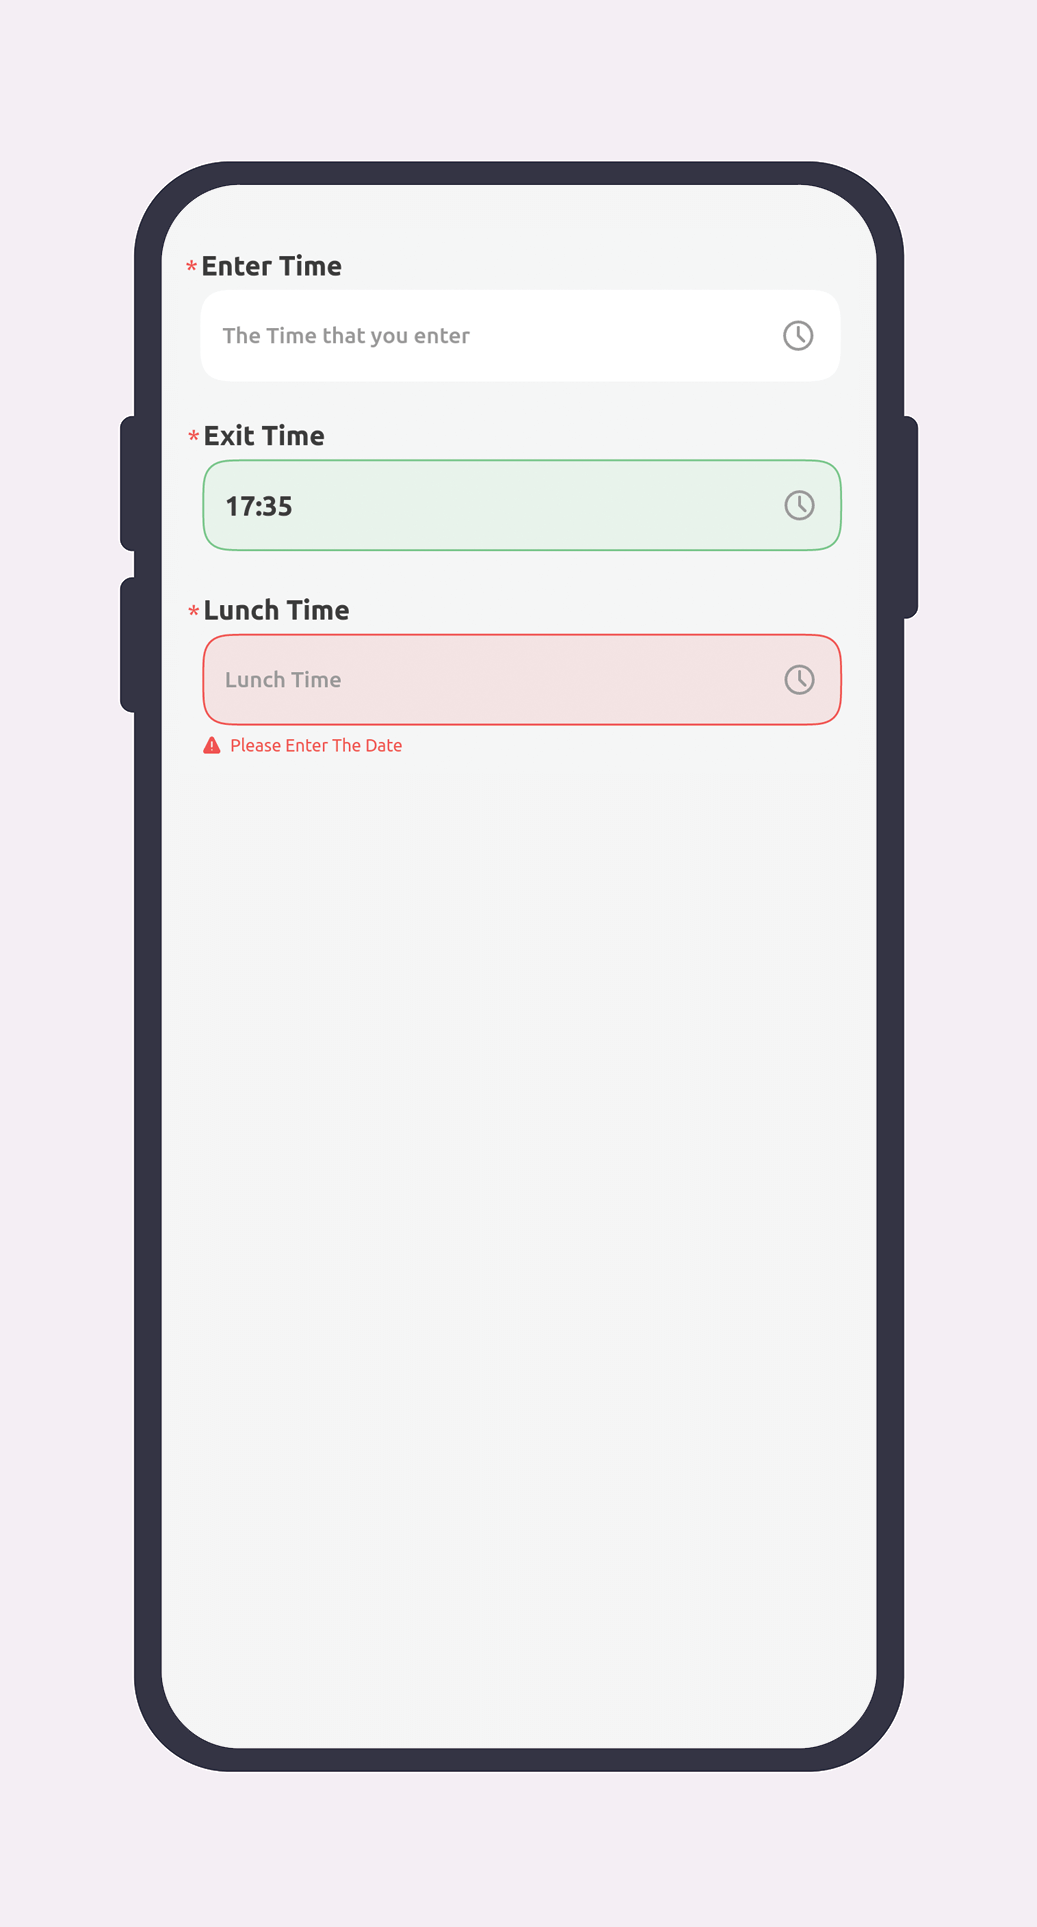 * Enter Time
The Time that you enter
* Exit Time
17:35
* Lunch Time
Lunch Time
Please Enter The Date